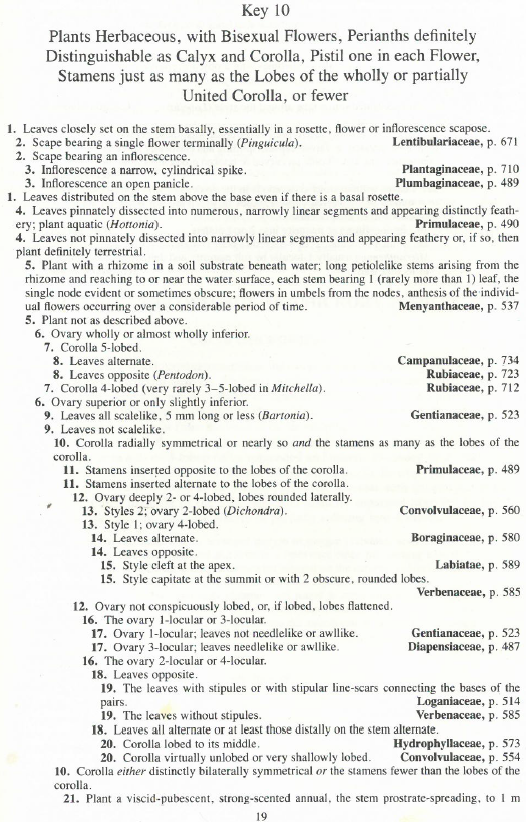 Key 10
Plants Herbaceous, with Bisexual Flowers, Perianths definitely
Distinguishable as Calyx and Corolla, Pistil one in each Flower,
Stamens just as many as the Lobes of the wholly or partially
United Corolla, or fewer
1. Leaves closely set on the stem basally, essentially in a rosette, flower or inflorescence scapose.
2. Scape bearing a single flower terminally (Pinguicula). Lentibulariaceae, p. 671
2. Scape bearing an inflorescence.
3. Inflorescence a narrow, cylindrical spike. Plantaginaceae, p. 710
3. Inflorescence an open panicle. Plumbaginaceae, p. 489
1. Leaves distributed on the stem above the base even if there is a basal rosette.
4. Leaves pinnately dissected into numerous, narrowly linear segments and appearing distinctly feath-
ery; plant aquatic (Hottonia). Primulaceae, p. 490
4. Leaves not pinnately dissected into narrowly linear segments and appearing feathery or, if so, then
plant definitely terrestrial.
5. Plant with a rhizome in a soil substrate beneath water; long petiolelike stems arising from the
rhizome and reaching to or near the water surface, each stem bearing 1 (rarely more than 1) leaf, the
single node evident or sometimes obscure; flowers in umbels from the nodes, anthesis of the individ-
ual flowers occurring over a considerable period of time. Menyanthaceae, p. 537
5. Plant not as described above.
6. Ovary wholly or almost wholly inferior.
7. Corolla 5-lobed.
8. Leaves alternate. Campanulaceae, p. 734
8. Leaves opposite (Pentodon). Rubiaceae, p. 723
7. Corolla 4-lobed (very rarely 3–5-lobed in Mitchella). Rubiaceae, p. 712
6. Ovary superior or only slightly inferior.
9. Leaves all scalelike, 5 mm long or less (Bartonia). Gentianaceae, p. 523
9. Leaves not scalelike.
10. Corolla radially symmetrical or nearly so and the stamens as many as the lobes of the
corolla.
11. Stamens inserted opposite to the lobes of the corolla. Primulaceae, p. 489
11. Stamens inserted alternate to the lobes of the corolla.
12. Ovary deeply 2- or 4-lobed, lobes rounded laterally.
13. Styles 2; ovary 2-lobed (Dichondra). Convolvulaceae, p. 560
13. Style 1; ovary 4-lobed.
14. Leaves alternate. Boraginaceae, p. 580
14. Leaves opposite.
15. Style cleft at the apex. Labiatae, p. 589
15. Style capitate at the summit or with 2 obscure, rounded lobes.
Verbenaceae, p. 585
12. Ovary not conspicuously lobed, or, if lobed, lobes flattened.
16. The ovary 1-locular or 3-locular.
17. Ovary 1-locular; leaves not needlelike or awllike. Gentianaceae, p. 523
17. Ovary 3-locular; leaves needlelike or awllike. Diapensiaceae, p. 487
16. The ovary 2-locular or 4-locular.
18. Leaves opposite.
19. The leaves with stipules or with stipular line-scars connecting the bases of the
pairs. Loganiaceae, p. 514
19. The leaves without stipules. Verbenaceae, p. 585
18. Leaves all alternate or at least those distally on the stem alternate.
20. Corolla lobed to its middle. Hydrophyllaceae, p. 573
20. Corolla virtually unlobed or very shallowly lobed. Convolvulaceae, p. 554
10. Corolla either distinctly bilaterally symmetrical or the stamens fewer than the lobes of the
corolla.
21. Plant a viscid-pubescent, strong-scented annual, the stem prostrate-spreading, to 1 m
19